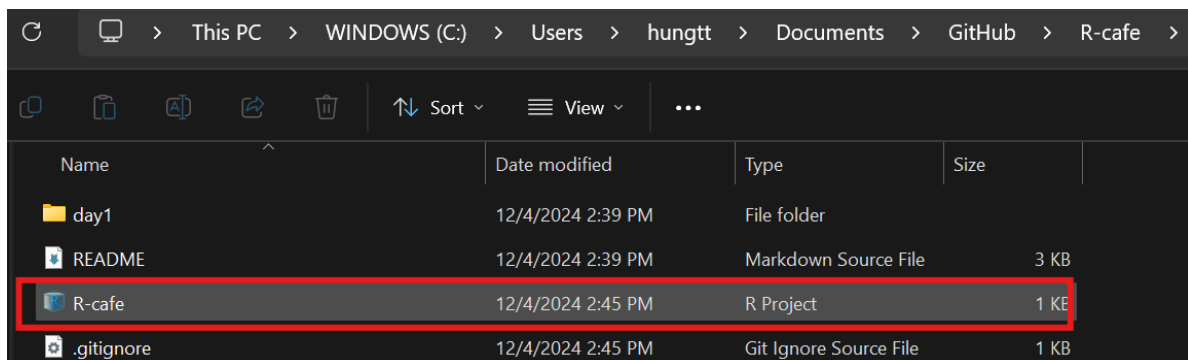 This PC > WINDOWS (C:) > Users > hungtt > Documents > GitHub > R-cafe >
Sort View
Name Date modified Type Size
day1 12/4/2024 2:39 PM File folder
README 12/4/2024 2:39 PM Markdown Source File 3 KB
R-cafe 12/4/2024 2:45 PM R Project 1 KB
.gitignore 12/4/2024 2:45 PM Git Ignore Source File 1 KB